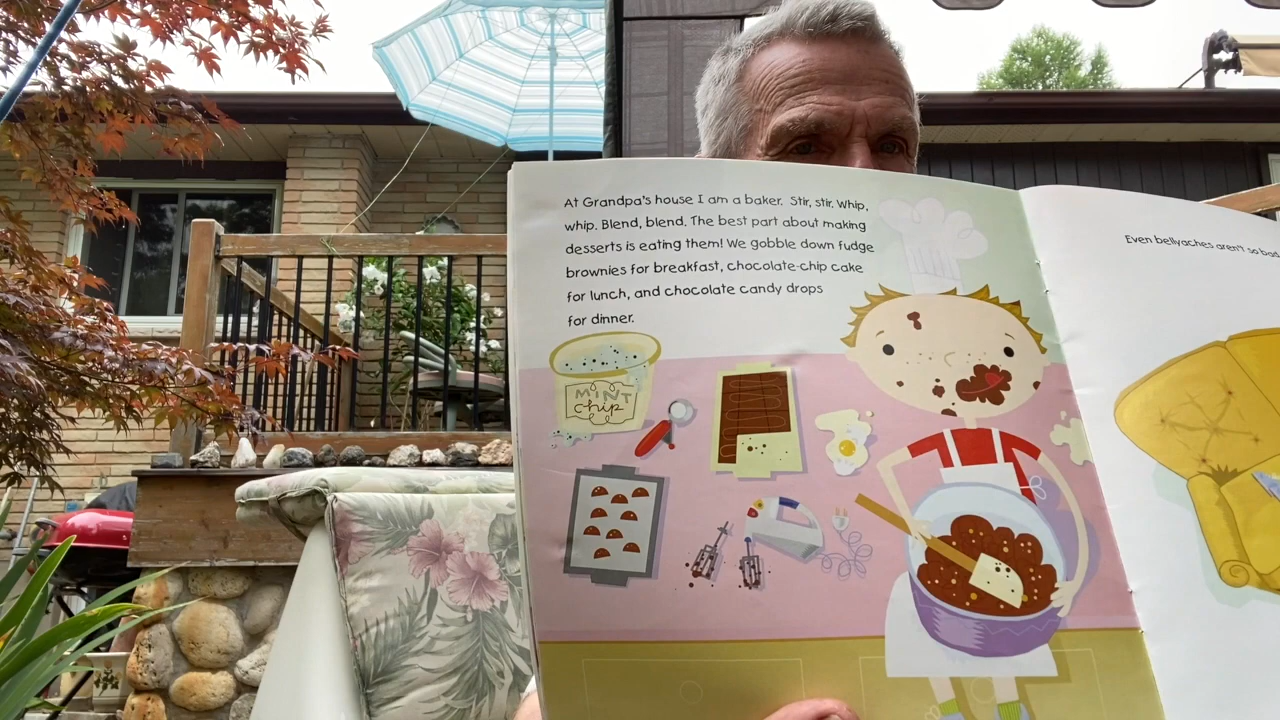 At Grandpa's house I am a baker. Stir, stir. Whip,
whip. Blend, blend. The best part about making
desserts is eating them! We gobble down fudge
brownies for breakfast, chocolate-chip cake
for lunch, and chocolate candy drops
for dinner.
Even bellyaches aren't so bad
MINT
chip